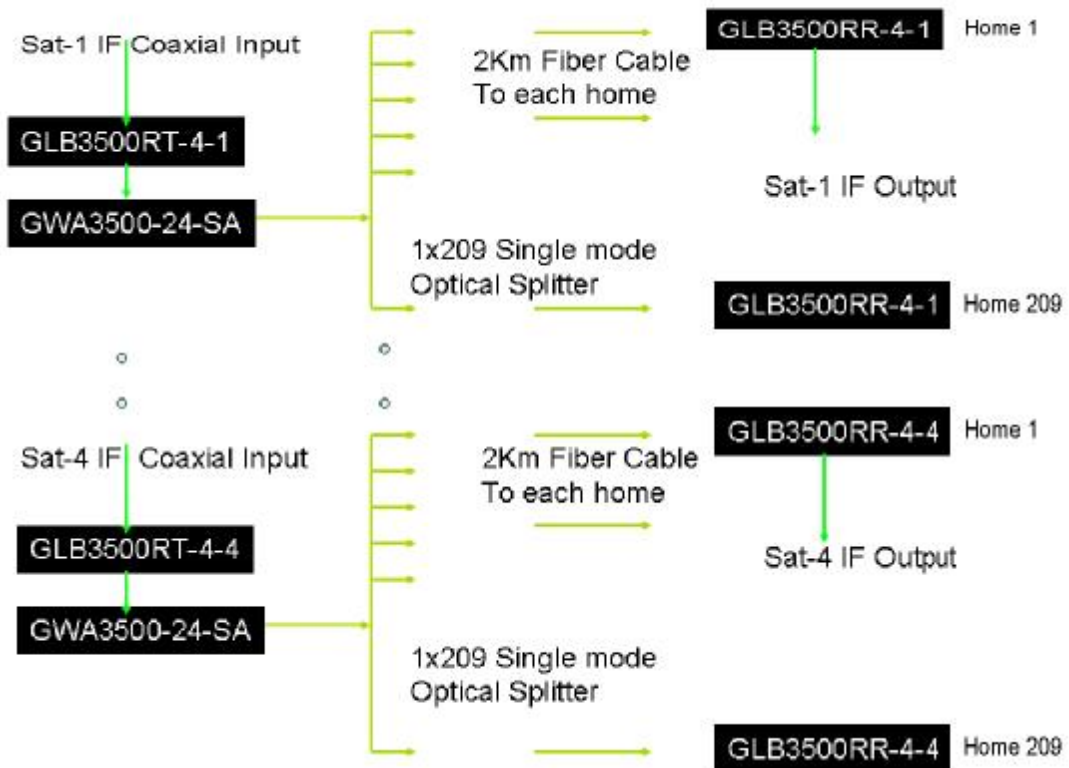 Sat-1 IF Coaxial Input
GLB3500RT-4-1
GWA3500-24-SA
2Km Fiber Cable
To each home
1x209 Single mode
Optical Splitter
GLB3500RR-4-1 Home 1
Sat-1 IF Output
GLB3500RR-4-1 Home 209
Sat-4 IF Coaxial Input
GLB3500RT-4-4
GWA3500-24-SA
2Km Fiber Cable
To each home
1x209 Single mode
Optical Splitter
GLB3500RR-4-4 Home 1
Sat-4 IF Output
GLB3500RR-4-4 Home 209